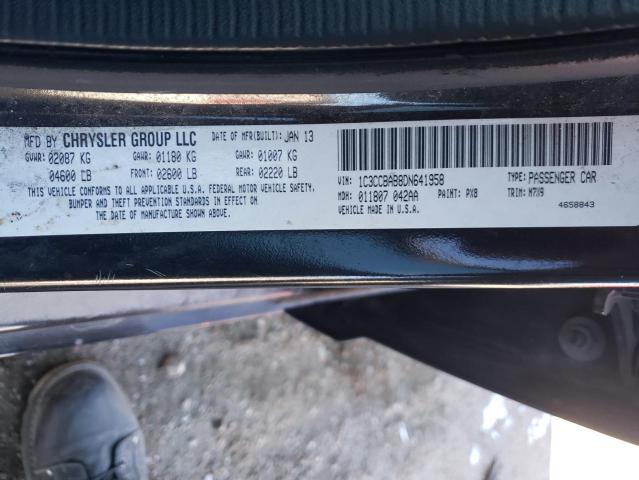 MFD BY CHRYSLER GROUP LLC DATE OF MFR(BUILT): JAN 13
GVWR: 02087 KG GAWR: 01180 KG GAWR: 01007 KG
04600 LB FRONT: 02600 LB REAR: 02220 LB
THIS VEHICLE CONFORMS TO ALL APPLICABLE U.S.A. FEDERAL MOTOR VEHICLE SAFETY,
BUMPER AND THEFT PREVENTION STANDARDS IN EFFECT ON
THE DATE OF MANUFACTURE SHOWN ABOVE.
VIN: 1C3CCBAB8DN641958 TYPE: PASSENGER CAR
MDH: 011807 042AA PAINT: PX8 TRIM: M7X9
VEHICLE MADE IN U.S.A. 4658843